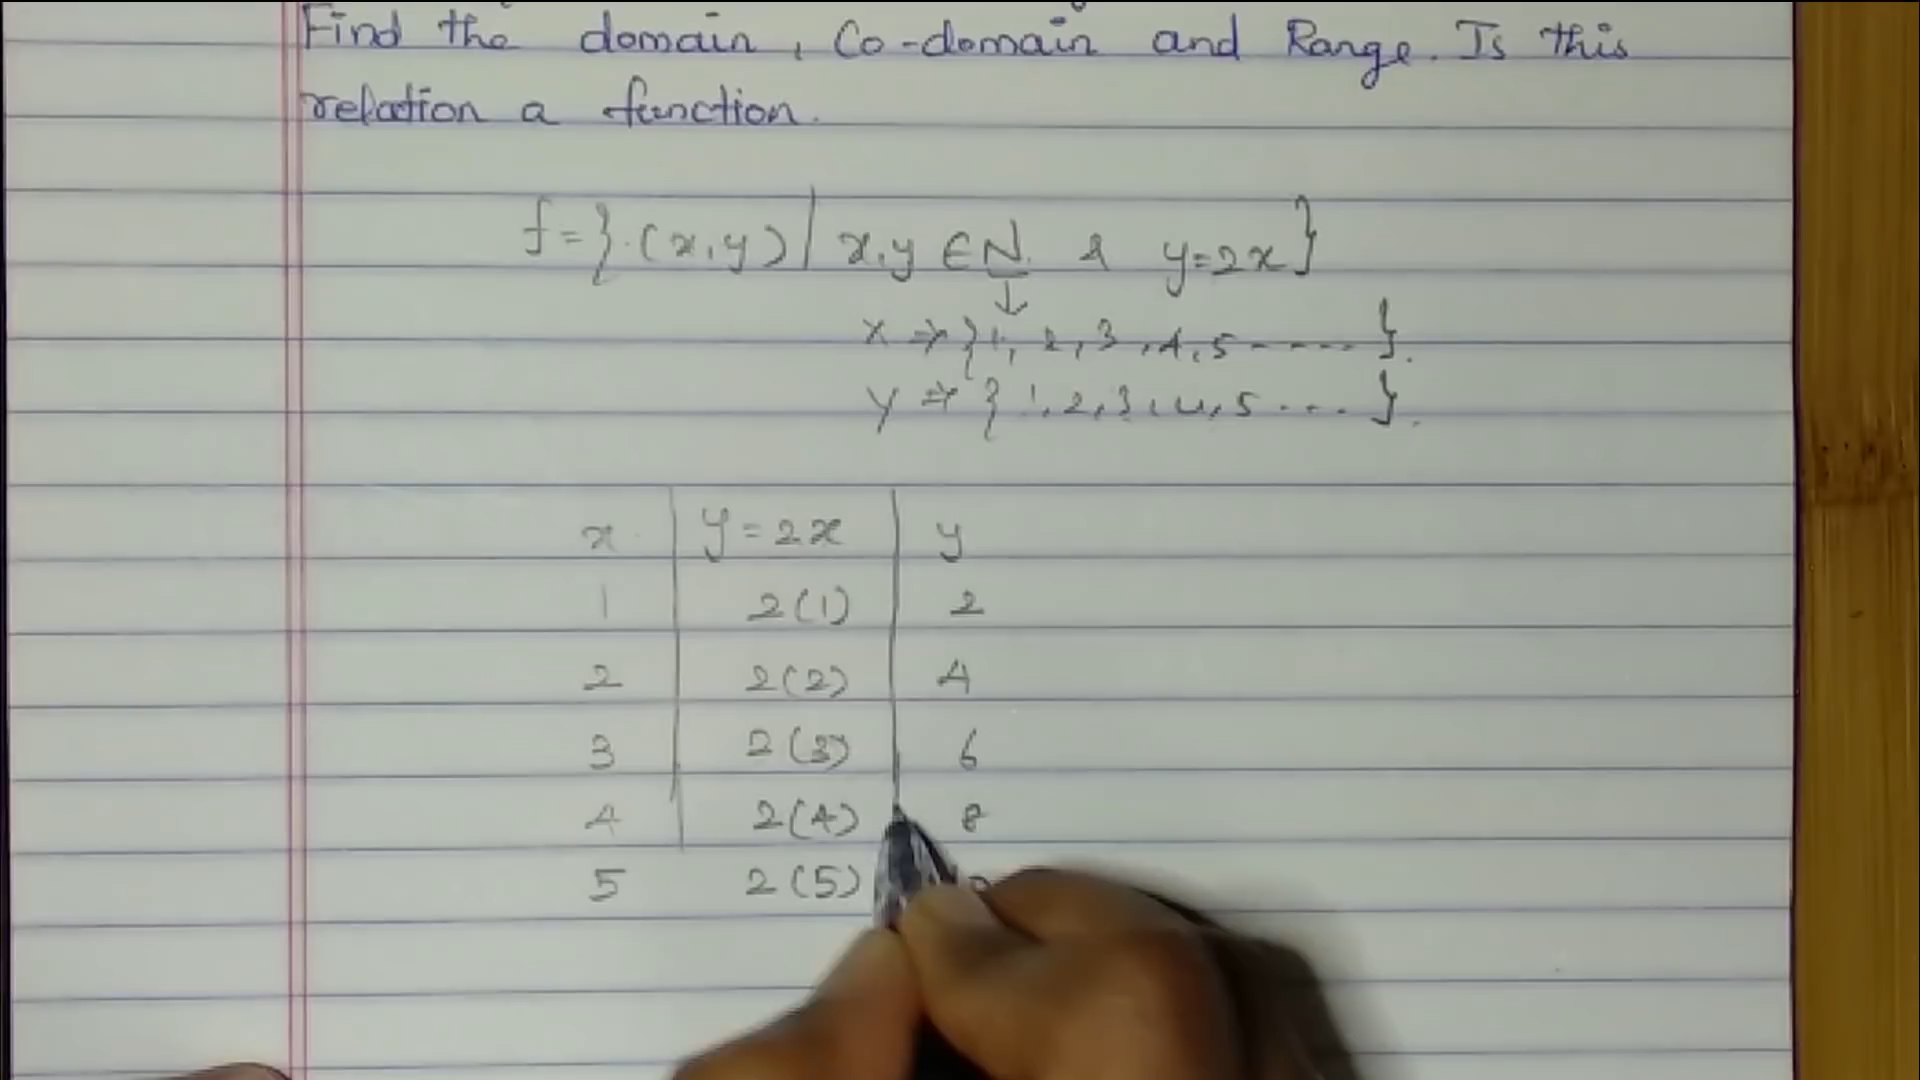 Find the domain, Co-domain and Range. Is this
relation a function.
f = {(x,y) | x,y ∈ N & y=2x}
↓
x ⇒ {1, 2, 3, 4, 5 ----- }.
y ⇒ {1, 2, 3, 4, 5 .... }.
x y = 2x y
1 2(1) 2
2 2(2) 4
3 2(3) 6
4 2(4) 8
5 2(5)